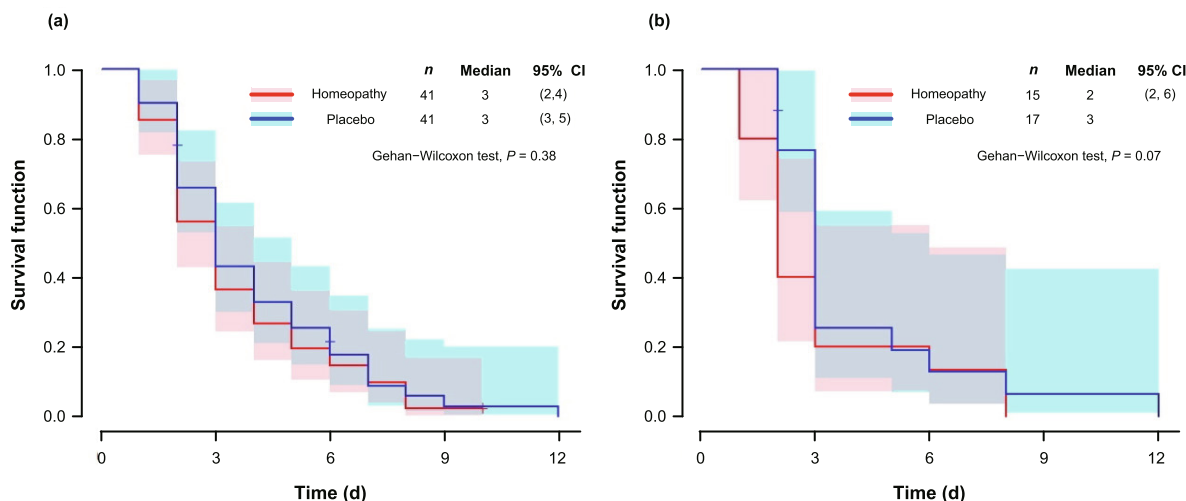 (a)
n Median 95% CI
Homeopathy 41 3 (2,4)
Placebo 41 3 (3, 5)
Gehan−Wilcoxon test, P = 0.38
1.0
0.8
0.6
0.4
0.2
0.0
Survival function
0 3 6 9 12
Time (d)
(b)
n Median 95% CI
Homeopathy 15 2 (2, 6)
Placebo 17 3
Gehan−Wilcoxon test, P = 0.07
1.0
0.8
0.6
0.4
0.2
0.0
Survival function
0 3 6 9 12
Time (d)